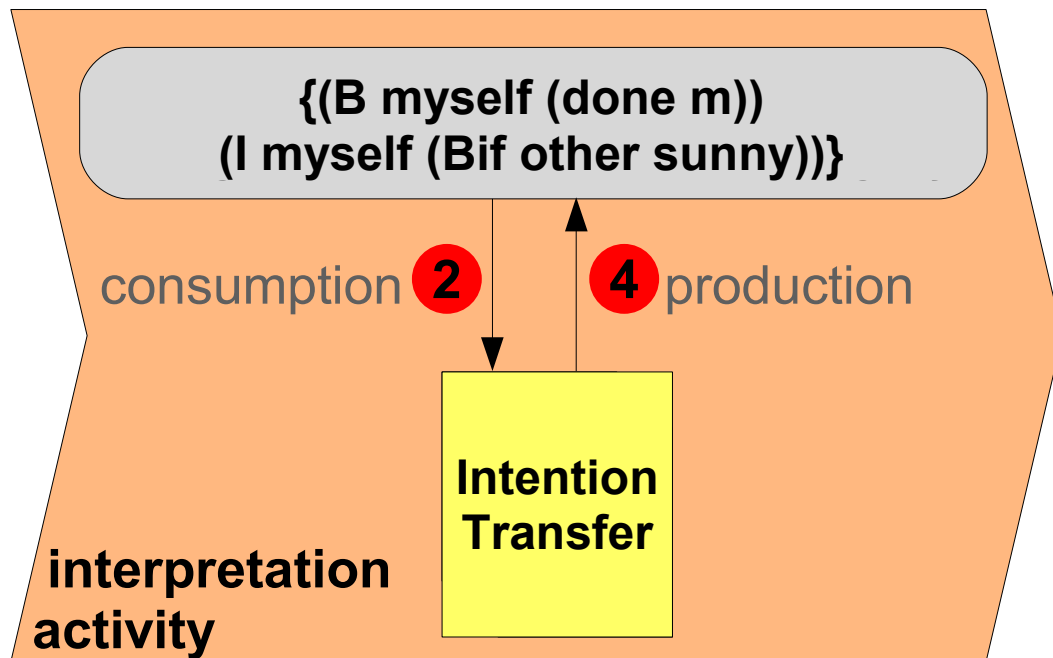 {(B myself (done m))
(I myself (Bif other sunny))}
consumption 2
4 production
Intention
Transfer
interpretation
activity